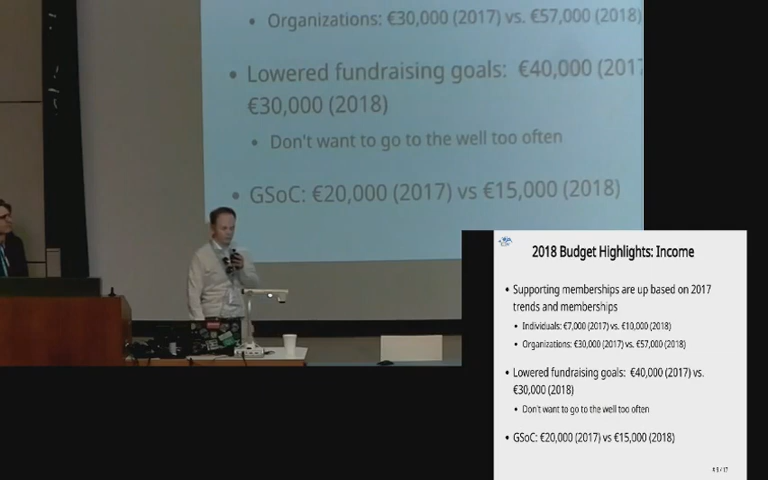 Organizations: €30,000 (2017) vs. €57,000 (2018)
Lowered fundraising goals: €40,000 (2017
€30,000 (2018)
Don't want to go to the well too often
GSoC: €20,000 (2017) vs €15,000 (2018)
2018 Budget Highlights: Income
Supporting memberships are up based on 2017
trends and memberships
Individuals: €7,000 (2017) vs. €10,000 (2018)
Organizations: €30,000 (2017) vs. €57,000 (2018)
Lowered fundraising goals: €40,000 (2017) vs.
€30,000 (2018)
Don't want to go to the well too often
GSoC: €20,000 (2017) vs €15,000 (2018)